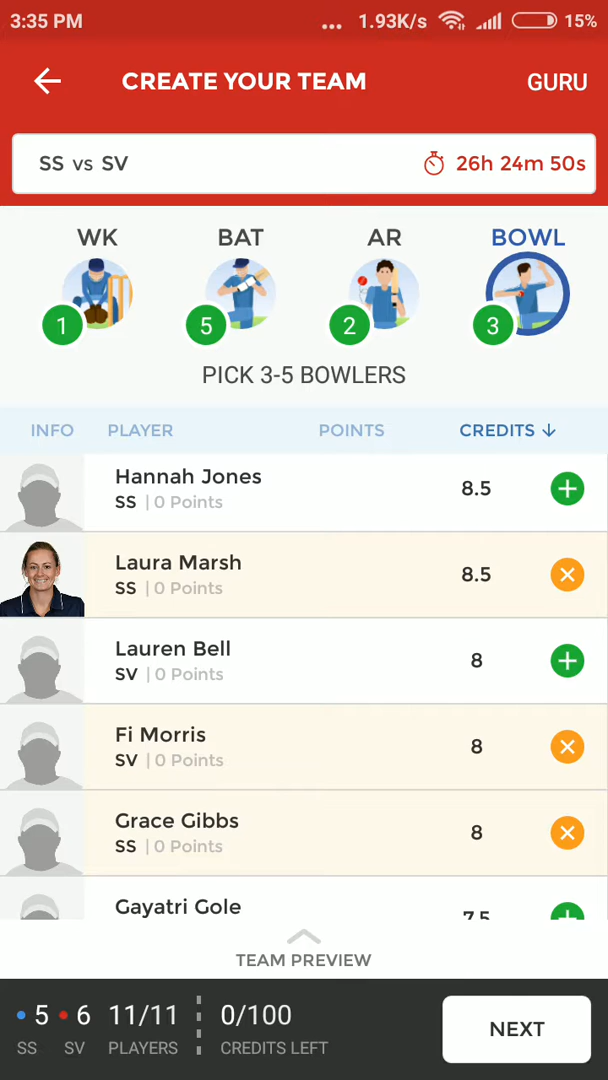 3:35 PM ... 1.93K/s 15%
CREATE YOUR TEAM GURU
SS vs SV 26h 24m 50s
WK BAT AR BOWL
1 5 2 3
PICK 3-5 BOWLERS
INFO PLAYER POINTS CREDITS
Hannah Jones
SS | 0 Points 8.5
Laura Marsh
SS | 0 Points 8.5
Lauren Bell
SV | 0 Points 8
Fi Morris
SV | 0 Points 8
Grace Gibbs
SS | 0 Points 8
Gayatri Gole 7.5
TEAM PREVIEW
5 6 11/11 0/100 NEXT
SS SV PLAYERS CREDITS LEFT